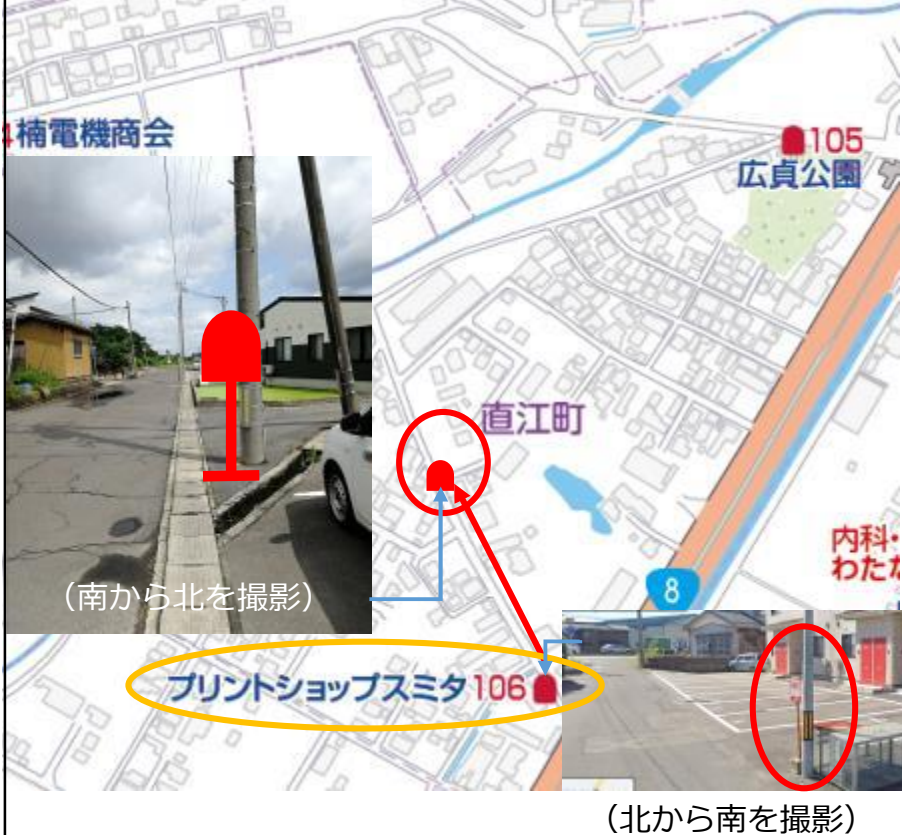 楠電機商会
105
広貞公園
直江町
(南から北を撮影)
内科・
わたな
8
プリントショップスミタ 106
(北から南を撮影)